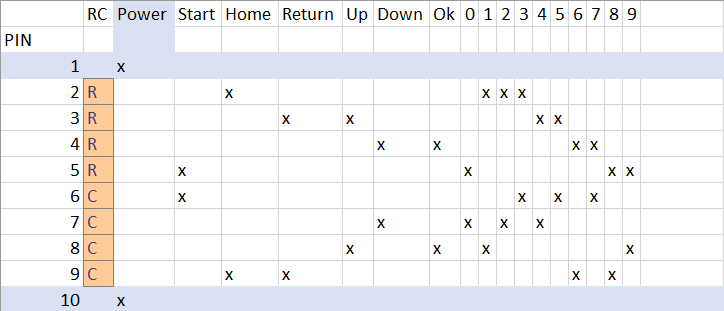 RC Power Start Home Return Up Down Ok 0 1 2 3 4 5 6 7 8 9
PIN
1 x
2 R x x x x
3 R x x x x
4 R x x x x
5 R x x x x
6 C x x x x
7 C x x x x
8 C x x x x
9 C x x x x
10 x